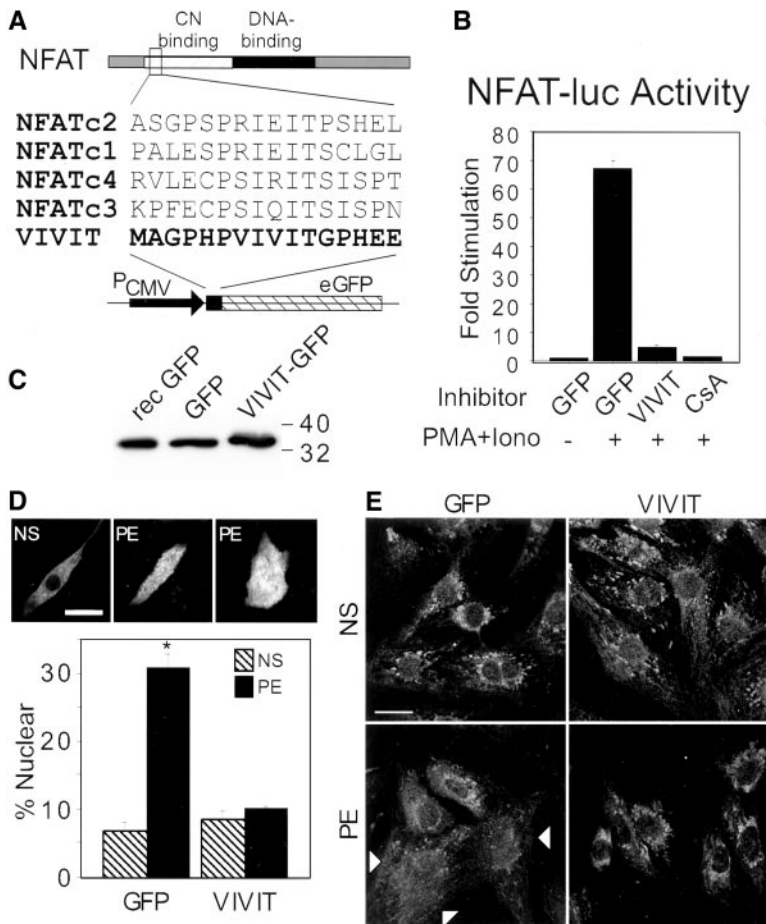 A
CN binding
DNA-binding
NFAT
NFATc2 ASGPSPRIEITPSHEL
NFATc1 PALESPRIEITSCLGL
NFATc4 RVLECPSIRITSISPT
NFATc3 KPFECPSIQITSISPN
VIVIT MAGPHPVIVITGPHEE
PCMV
eGFP
B
NFAT-luc Activity
Fold Stimulation
80
70
60
50
40
30
20
10
0
Inhibitor GFP GFP VIVIT CsA
PMA+Iono - + + +
C
rec GFP GFP VIVIT-GFP
- 40
- 32
D
NS PE PE
% Nuclear
30
20
10
0
*
NS
PE
GFP VIVIT
E
GFP VIVIT
NS
PE